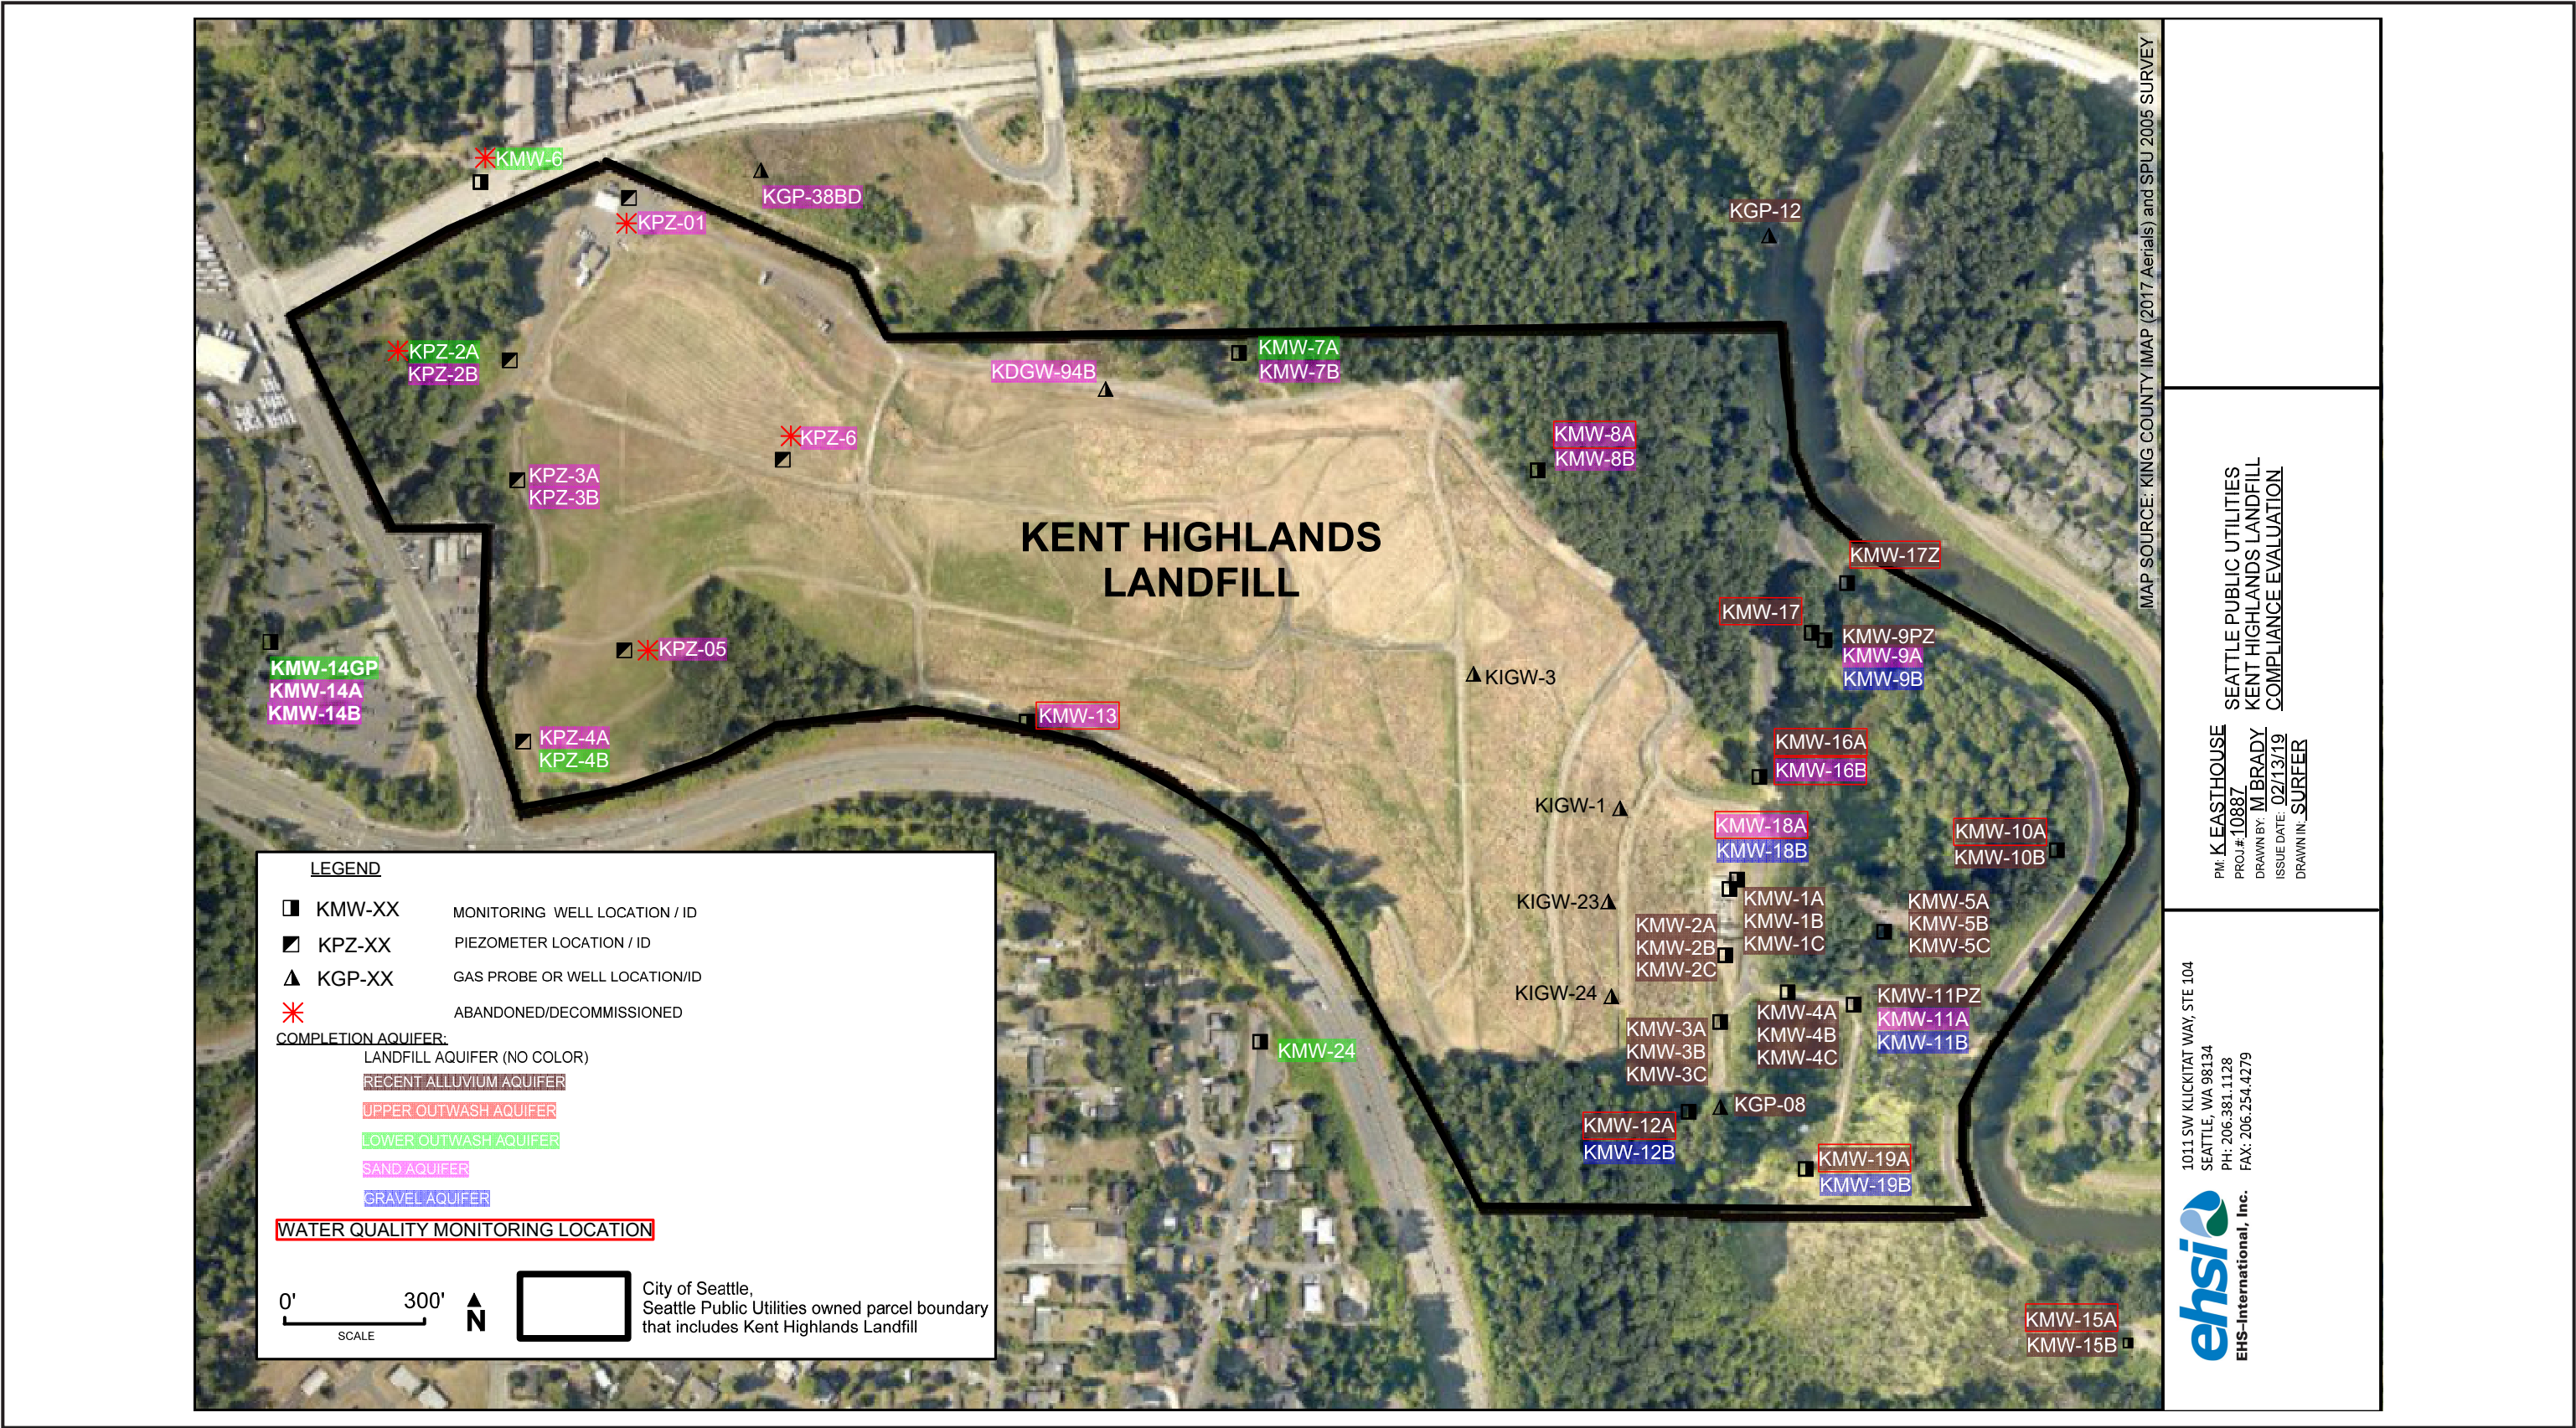 KMW-6
KPZ-01
KGP-38BD
KGP-12
KPZ-2A
KPZ-2B
KDGW-94B
KMW-7A
KMW-7B
KPZ-6
KMW-8A
KMW-8B
KPZ-3A
KPZ-3B
KENT HIGHLANDS
LANDFILL
KMW-17Z
KMW-17
KMW-9PZ
KMW-9A
KMW-9B
KPZ-05
KIGW-3
KMW-14GP
KMW-14A
KMW-14B
KMW-13
KPZ-4A
KPZ-4B
KMW-16A
KMW-16B
KIGW-1
KMW-18A
KMW-18B
KMW-10A
KMW-10B
KIGW-23
KMW-1A
KMW-1B
KMW-1C
KMW-5A
KMW-5B
KMW-5C
KMW-2A
KMW-2B
KMW-2C
KIGW-24
KMW-11PZ
KMW-11A
KMW-11B
KMW-4A
KMW-4B
KMW-4C
KMW-3A
KMW-3B
KMW-3C
KMW-24
KGP-08
KMW-12A
KMW-12B
KMW-19A
KMW-19B
KMW-15A
KMW-15B
LEGEND
KMW-XX MONITORING WELL LOCATION / ID
KPZ-XX PIEZOMETER LOCATION / ID
KGP-XX GAS PROBE OR WELL LOCATION/ID
ABANDONED/DECOMMISSIONED
COMPLETION AQUIFER:
LANDFILL AQUIFER (NO COLOR)
RECENT ALLUVIUM AQUIFER
UPPER OUTWASH AQUIFER
LOWER OUTWASH AQUIFER
SAND AQUIFER
GRAVEL AQUIFER
WATER QUALITY MONITORING LOCATION
0' 300'
SCALE
N
City of Seattle,
Seattle Public Utilities owned parcel boundary
that includes Kent Highlands Landfill
MAP SOURCE: KING COUNTY IMAP (2017 Aerials) and SPU 2005 SURVEY
SEATTLE PUBLIC UTILITIES
KENT HIGHLANDS LANDFILL
COMPLIANCE EVALUATION
PM: K EASTHOUSE
PROJ.#: 10887
DRAWN BY: M BRADY
ISSUE DATE: 02/13/19
DRAWN IN: SURFER
1011 SW KLICKITAT WAY, STE 104
SEATTLE, WA 98134
PH: 206.381.1128
FAX: 206.254.4279
ehsi
EHS-International, Inc.